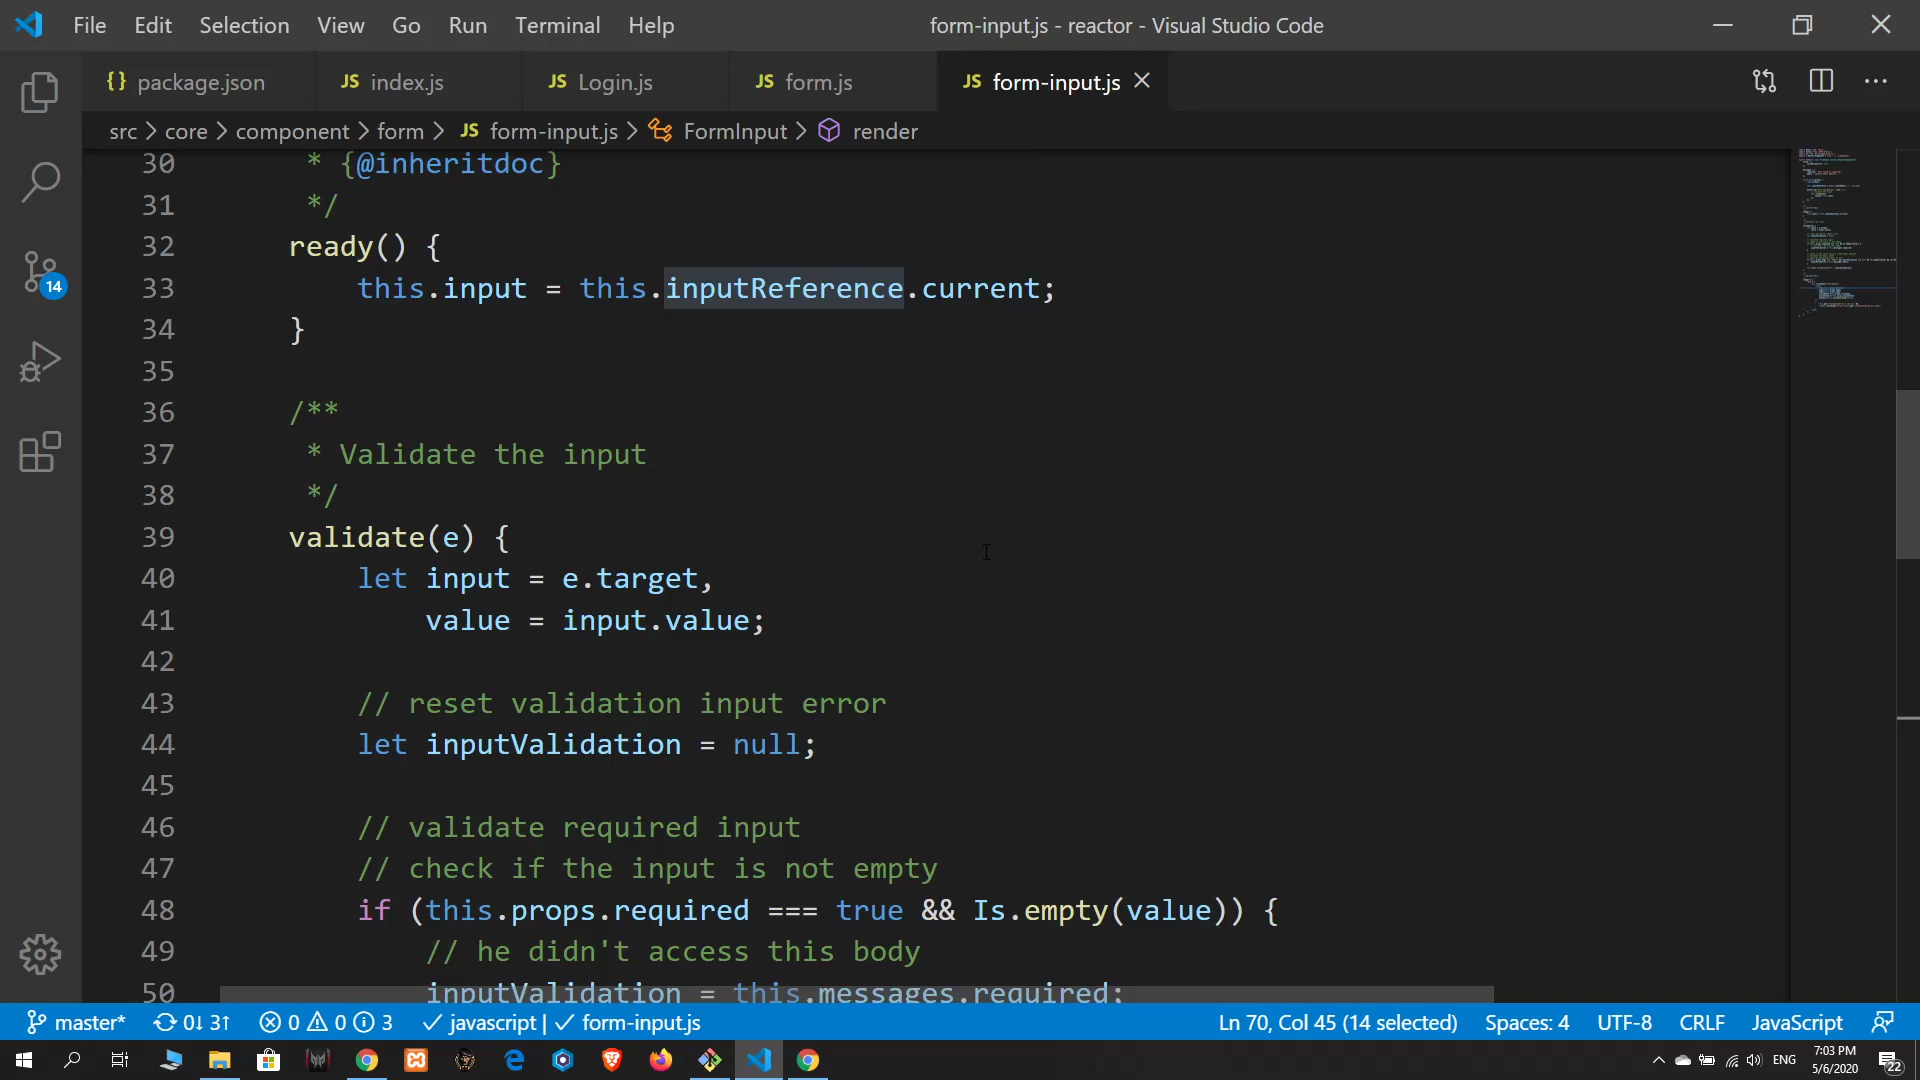 File Edit Selection View Go Run Terminal Help form-input.js - reactor - Visual Studio Code
{} package.json JS index.js JS Login.js JS form.js JS form-input.js
src > core > component > form > JS form-input.js > FormInput > render
30 * {@inheritdoc}
31 */
32 ready() {
33 this.input = this.inputReference.current;
34 }
35
36 /**
37 * Validate the input
38 */
39 validate(e) {
40 let input = e.target,
41 value = input.value;
42
43 // reset validation input error
44 let inputValidation = null;
45
46 // validate required input
47 // check if the input is not empty
48 if (this.props.required === true && Is.empty(value)) {
49 // he didn't access this body
50 inputValidation = this.messages.required;
14
master* 0↓ 3↑ 0 0 3 ✓ javascript | ✓ form-input.js Ln 70, Col 45 (14 selected) Spaces: 4 UTF-8 CRLF JavaScript
ENG 7:03 PM
5/6/2020 22